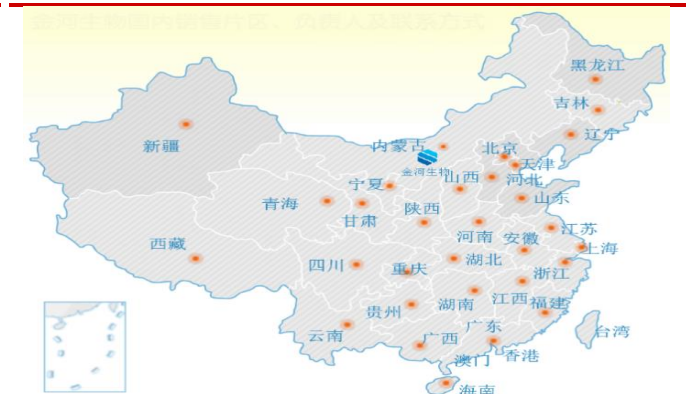 黑龙江
吉林
辽宁
内蒙古
北京
天津
新疆
金河生物
山西
河北
宁夏
山东
青海
甘肃
陕西
江苏
河南
安徽
上海
西藏
四川
重庆
湖北
浙江
江西
福建
湖南
贵州
云南
广西
广东
台湾
澳门
香港
海南